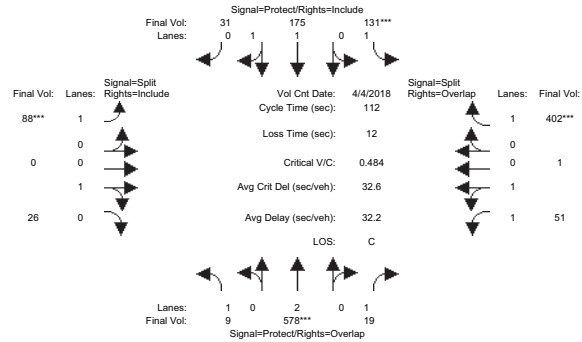 Signal=Protect/Rights=Include
Final Vol: 31 175 131***
Lanes: 0 1 1 0 1
Signal=Split
Final Vol: Lanes: Rights=Include
Vol Cnt Date: 4/4/2018
Signal=Split
Rights=Overlap Lanes: Final Vol:
88*** 1
Cycle Time (sec): 112
1 402***
0
Loss Time (sec): 12
0
0 0
Critical V/C: 0.484
0 1
1
Avg Crit Del (sec/veh): 32.6
1
26 0
Avg Delay (sec/veh): 32.2
1 51
LOS: C
Lanes: 1 0 2 0 1
Final Vol: 9 578*** 19
Signal=Protect/Rights=Overlap